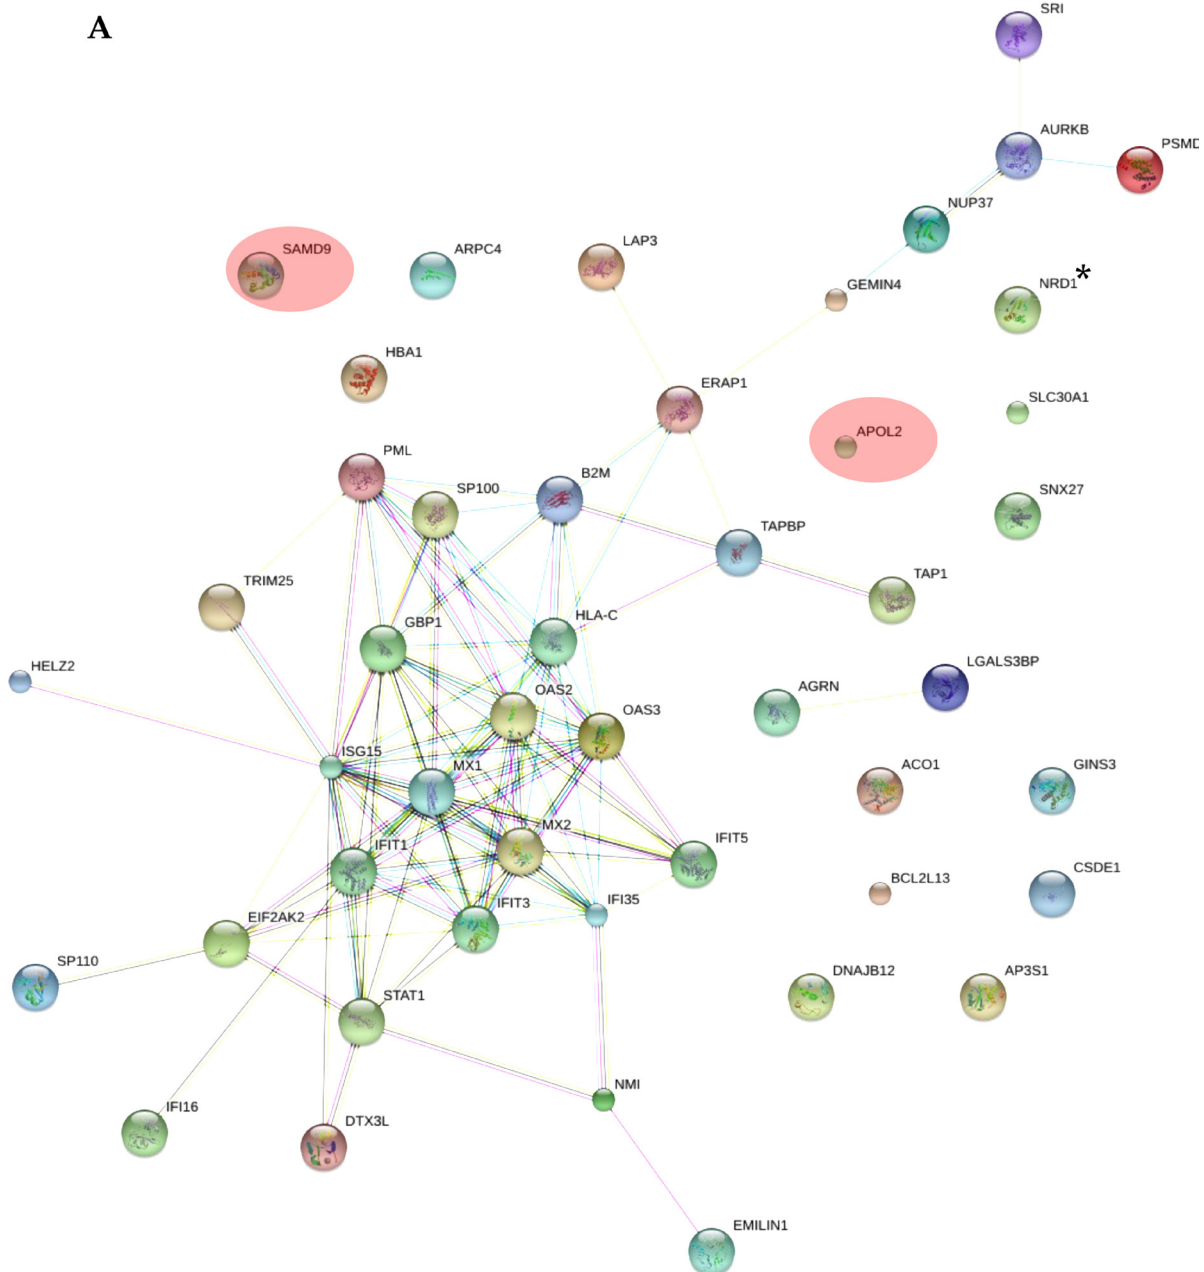 A
SRI
AURKB
PSMD
NUP37
SAMD9
ARPC4
LAP3
GEMIN4
NRD1*
HBA1
ERAP1
SLC30A1
APOL2
PML
B2M
SP100
SNX27
TAPBP
TRIM25
TAP1
GBP1
HLA-C
HELZ2
LGALS3BP
OAS2
AGRN
OAS3
ISG15
MX1
ACO1
GINS3
MX2
IFIT5
IFIT1
CSDE1
BCL2L13
IFIT3
IFI35
EIF2AK2
SP110
DNAJB12
AP3S1
STAT1
NMI
IFI16
DTX3L
EMILIN1